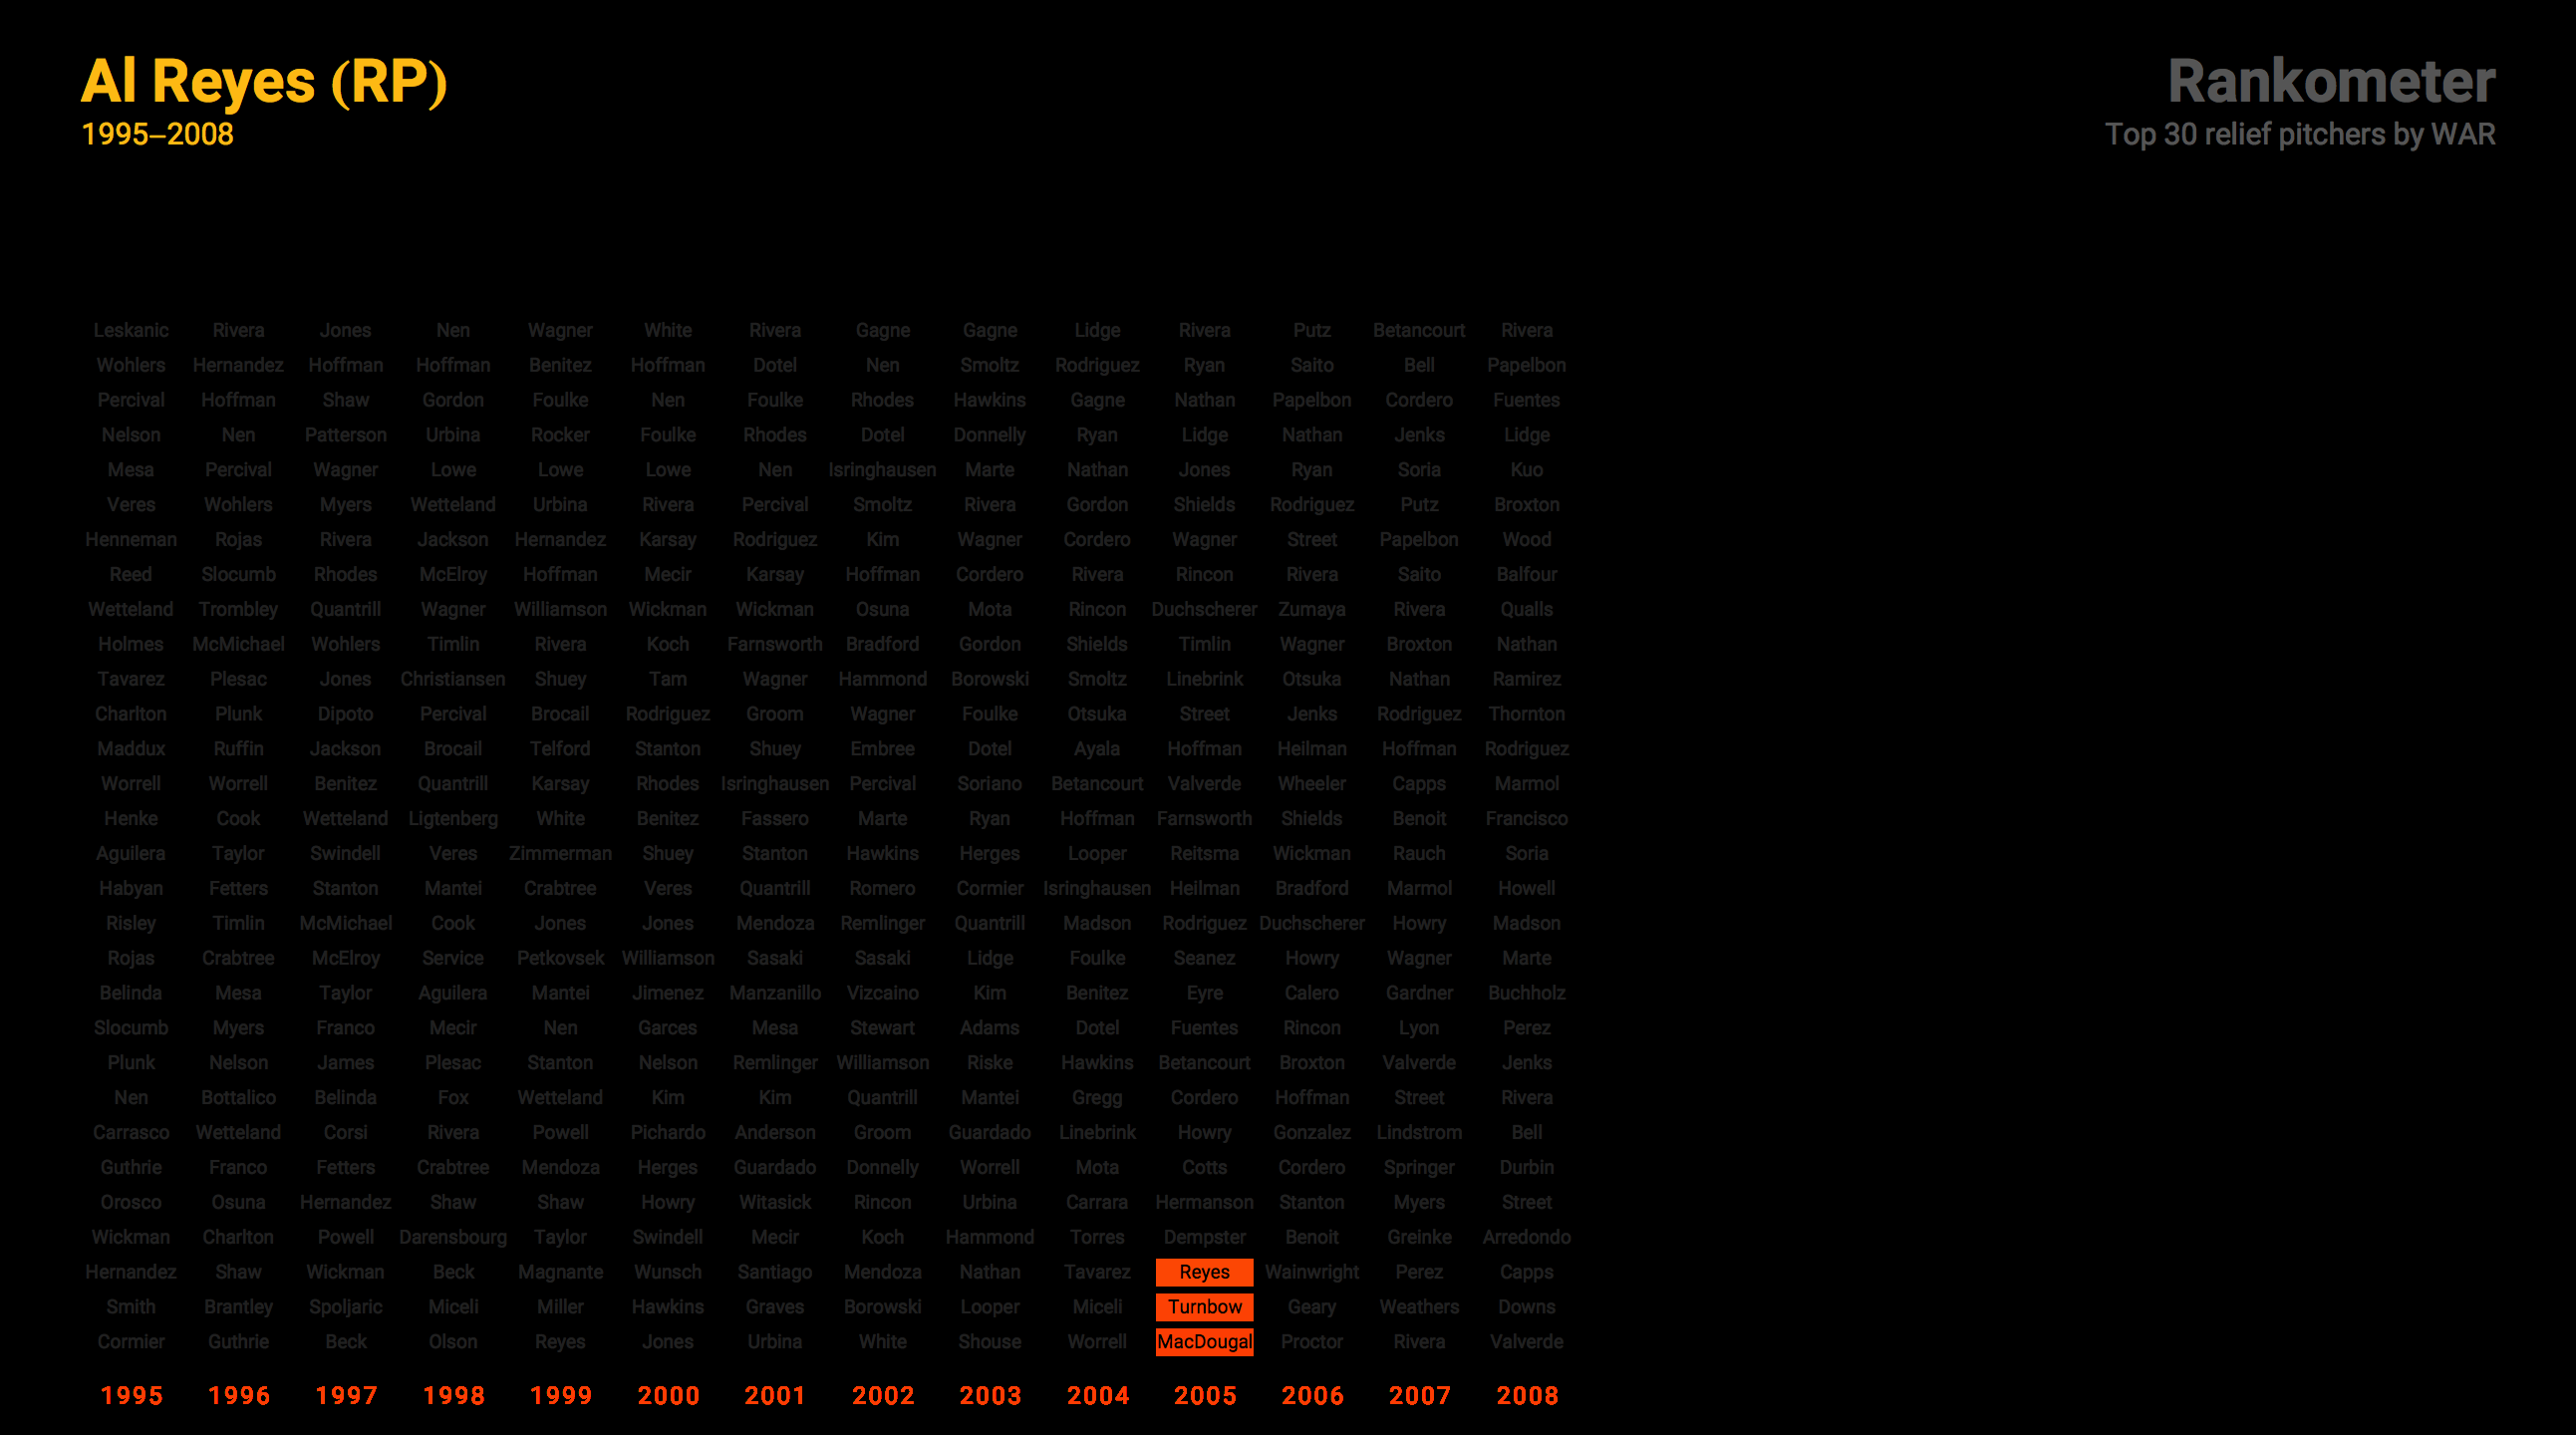 Al Reyes (RP)
1995–2008
Rankometer
Top 30 relief pitchers by WAR
Leskanic Rivera Jones Nen Wagner White Rivera Gagne Gagne Lidge Rivera Putz Betancourt Rivera
Wohlers Hernandez Hoffman Hoffman Benitez Hoffman Dotel Nen Smoltz Rodriguez Ryan Saito Bell Papelbon
Percival Hoffman Shaw Gordon Foulke Nen Foulke Rhodes Hawkins Gagne Nathan Papelbon Cordero Fuentes
Nelson Nen Patterson Urbina Rocker Foulke Rhodes Dotel Donnelly Ryan Lidge Nathan Jenks Lidge
Mesa Percival Wagner Lowe Lowe Lowe Nen Isringhausen Marte Nathan Jones Ryan Soria Kuo
Veres Wohlers Myers Wetteland Urbina Rivera Percival Smoltz Rivera Gordon Shields Rodriguez Putz Broxton
Henneman Rojas Rivera Jackson Hernandez Karsay Rodriguez Kim Wagner Cordero Wagner Street Papelbon Wood
Reed Slocumb Rhodes McElroy Hoffman Mecir Karsay Hoffman Cordero Rivera Rincon Rivera Saito Balfour
Wetteland Trombley Quantrill Wagner Williamson Wickman Wickman Osuna Mota Rincon Duchscherer Zumaya Rivera Qualls
Holmes McMichael Wohlers Timlin Rivera Koch Farnsworth Bradford Gordon Shields Timlin Wagner Broxton Nathan
Tavarez Plesac Jones Christiansen Shuey Tam Wagner Hammond Borowski Smoltz Linebrink Otsuka Nathan Ramirez
Charlton Plunk Dipoto Percival Brocail Rodriguez Groom Wagner Foulke Otsuka Street Jenks Rodriguez Thornton
Maddux Ruffin Jackson Brocail Telford Stanton Shuey Embree Dotel Ayala Hoffman Heilman Hoffman Rodriguez
Worrell Worrell Benitez Quantrill Karsay Rhodes Isringhausen Percival Soriano Betancourt Valverde Wheeler Capps Marmol
Henke Cook Wetteland Ligtenberg White Benitez Fassero Marte Ryan Hoffman Farnsworth Shields Benoit Francisco
Aguilera Taylor Swindell Veres Zimmerman Shuey Stanton Hawkins Herges Looper Reitsma Wickman Rauch Soria
Habyan Fetters Stanton Mantei Crabtree Veres Quantrill Romero Cormier Isringhausen Heilman Bradford Marmol Howell
Risley Timlin McMichael Cook Jones Jones Mendoza Remlinger Quantrill Madson Rodriguez Duchscherer Howry Madson
Rojas Crabtree McElroy Service Petkovsek Williamson Sasaki Sasaki Lidge Foulke Seanez Howry Wagner Marte
Belinda Mesa Taylor Aguilera Mantei Jimenez Manzanillo Vizcaino Kim Benitez Eyre Calero Gardner Buchholz
Slocumb Myers Franco Mecir Nen Garces Mesa Stewart Adams Dotel Fuentes Rincon Lyon Perez
Plunk Nelson James Plesac Stanton Nelson Remlinger Williamson Riske Hawkins Betancourt Broxton Valverde Jenks
Nen Bottalico Belinda Fox Wetteland Kim Kim Quantrill Mantei Gregg Cordero Hoffman Street Rivera
Carrasco Wetteland Corsi Rivera Powell Pichardo Anderson Groom Guardado Linebrink Howry Gonzalez Lindstrom Bell
Guthrie Franco Fetters Crabtree Mendoza Herges Guardado Donnelly Worrell Mota Cotts Cordero Springer Durbin
Orosco Osuna Hernandez Shaw Shaw Howry Witasick Rincon Urbina Carrara Hermanson Stanton Myers Street
Wickman Charlton Powell Darensbourg Taylor Swindell Mecir Koch Hammond Torres Dempster Benoit Greinke Arredondo
Hernandez Shaw Wickman Beck Magnante Wunsch Santiago Mendoza Nathan Tavarez Reyes Wainwright Perez Capps
Smith Brantley Spoljaric Miceli Miller Hawkins Graves Borowski Looper Miceli Turnbow Geary Weathers Downs
Cormier Guthrie Beck Olson Reyes Jones Urbina White Shouse Worrell MacDougal Proctor Rivera Valverde
1995 1996 1997 1998 1999 2000 2001 2002 2003 2004 2005 2006 2007 2008